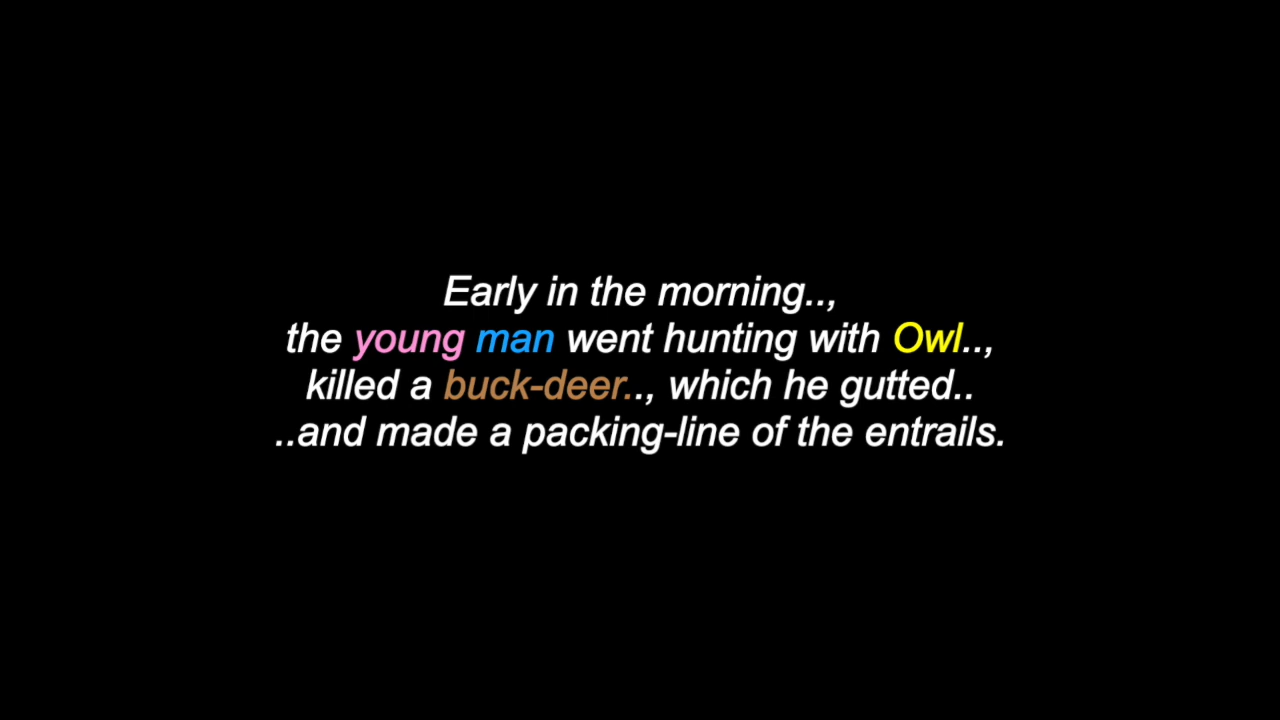 Early in the morning..,
the young man went hunting with Owl..,
killed a buck-deer.., which he gutted..
..and made a packing-line of the entrails.